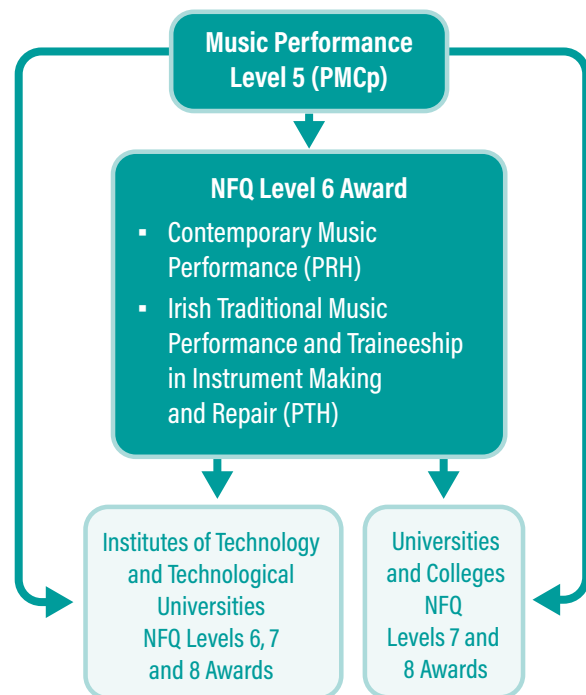 Music Performance
Level 5 (PMCp)
NFQ Level 6 Award
▪ Contemporary Music
Performance (PRH)
▪ Irish Traditional Music
Performance and Traineeship
in Instrument Making
and Repair (PTH)
Institutes of Technology
and Technological
Universities
NFQ Levels 6, 7
and 8 Awards
Universities
and Colleges
NFQ
Levels 7 and
8 Awards